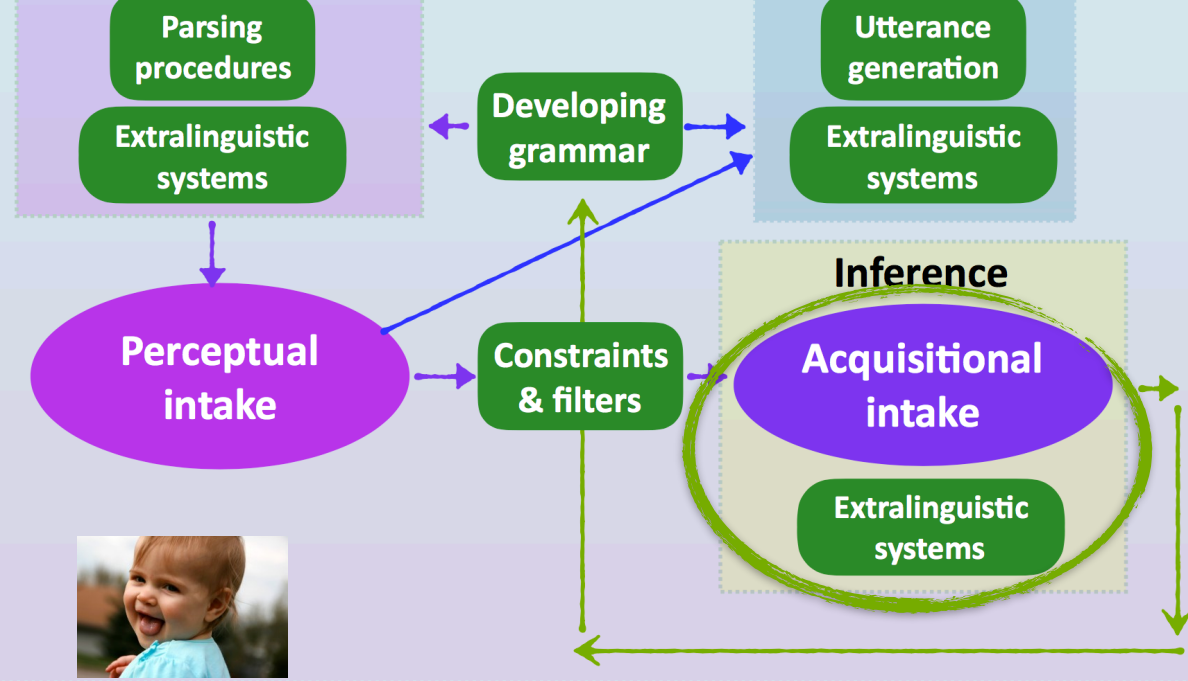 Parsing
procedures
Extralinguistic
systems
Developing
grammar
Utterance
generation
Extralinguistic
systems
Perceptual
intake
Constraints
& filters
Inference
Acquisitional
intake
Extralinguistic
systems